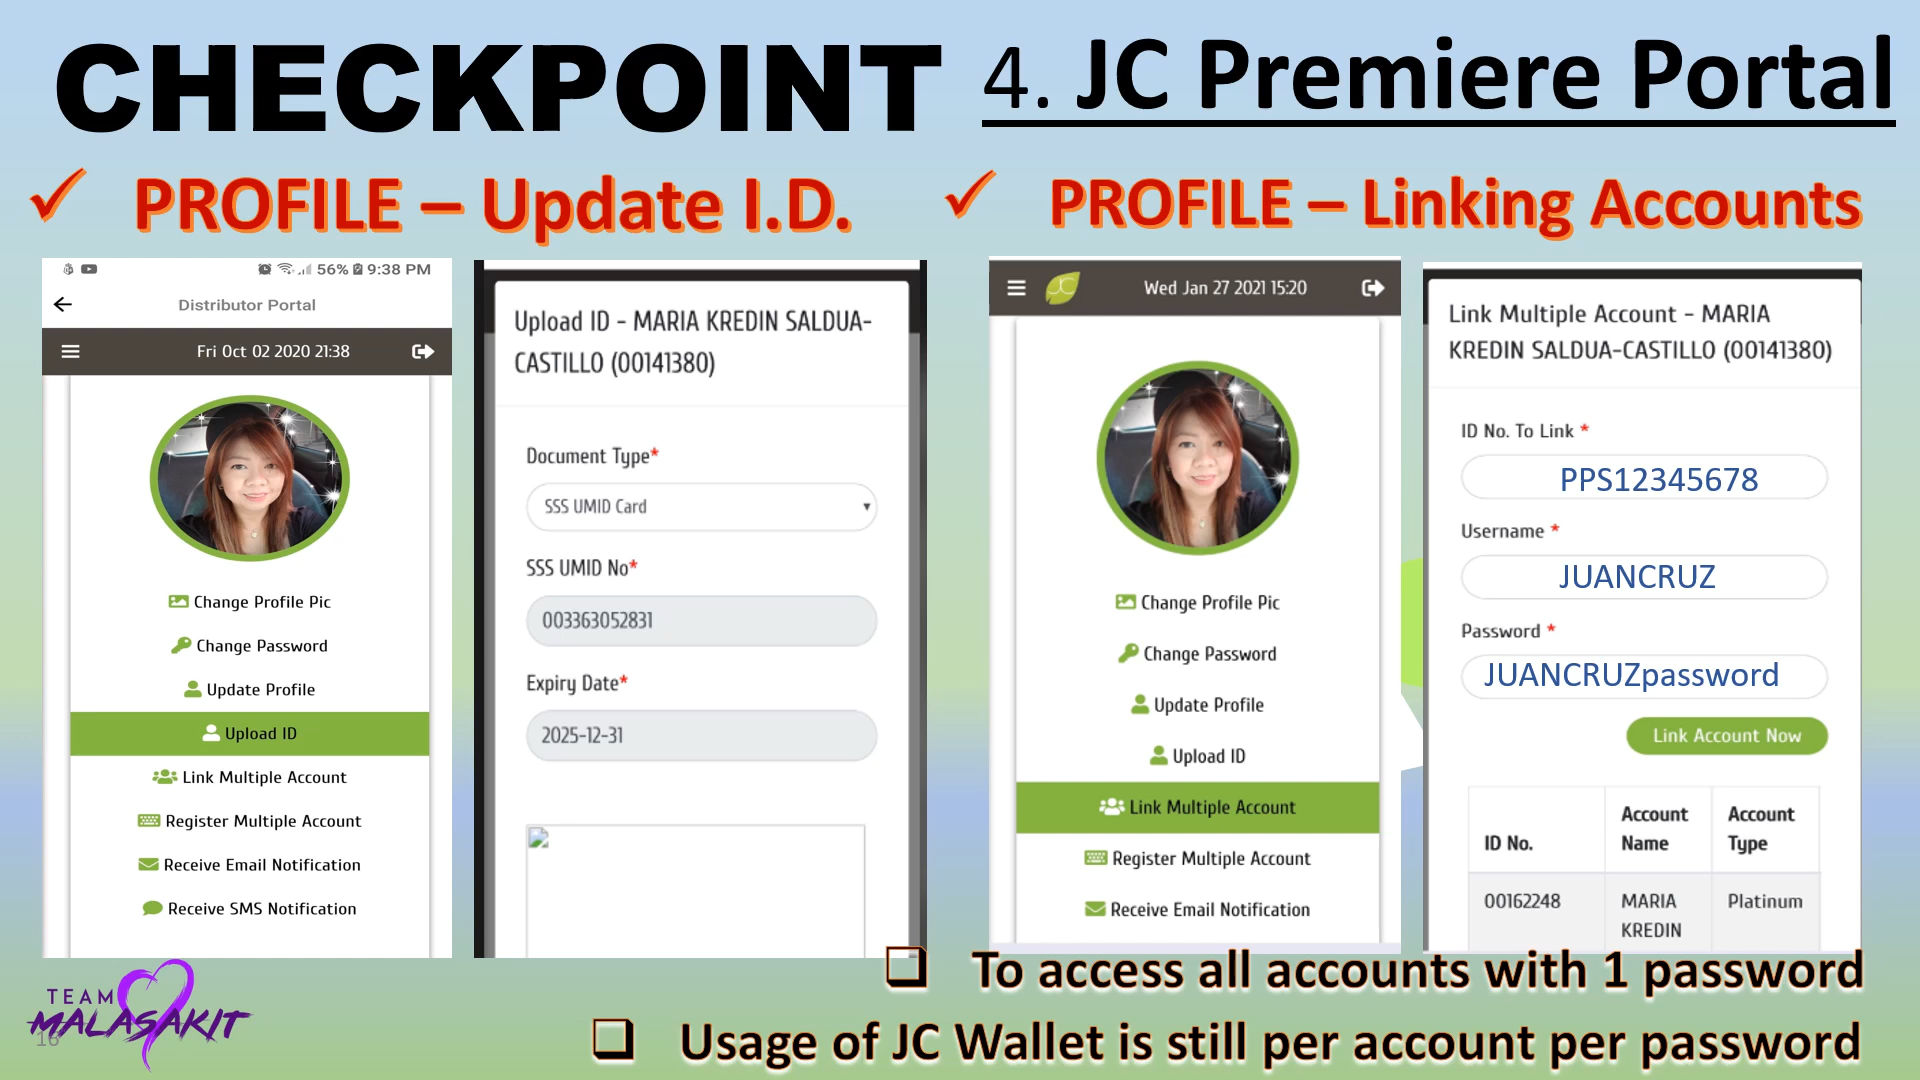 CHECKPOINT
4. JC Premiere Portal
✓ PROFILE – Update I.D.
✓ PROFILE – Linking Accounts
56% 9:38 PM
Distributor Portal
Fri Oct 02 2020 21:38
Change Profile Pic
Change Password
Update Profile
Upload ID
Link Multiple Account
Register Multiple Account
Receive Email Notification
Receive SMS Notification
Upload ID - MARIA KREDIN SALDUA-
CASTILLO (00141380)
Document Type*
SSS UMID Card
SSS UMID No*
003363052831
Expiry Date*
2025-12-31
JC
Wed Jan 27 2021 15:20
Change Profile Pic
Change Password
Update Profile
Upload ID
Link Multiple Account
Register Multiple Account
Receive Email Notification
Link Multiple Account - MARIA
KREDIN SALDUA-CASTILLO (00141380)
ID No. To Link *
PPS12345678
Username *
JUANCRUZ
Password *
JUANCRUZpassword
Link Account Now
ID No. Account Name Account Type
00162248 MARIA KREDIN Platinum
❑ To access all accounts with 1 password
❑ Usage of JC Wallet is still per account per password
TEAM
MALASAKIT
16